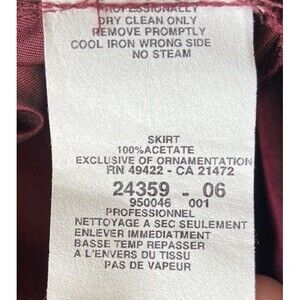 PROFESSIONALLY
DRY CLEAN ONLY
REMOVE PROMPTLY
COOL IRON WRONG SIDE
NO STEAM
SKIRT
100%ACETATE
EXCLUSIVE OF ORNAMENTATION
RN 49422 - CA 21472
24359 - 06
950046 001
PROFESSIONNEL
NETTOYAGE A SEC SEULEMENT
ENLEVER IMMEDIATMENT
BASSE TEMP REPASSER
A L'ENVERS DU TISSU
PAS DE VAPEUR